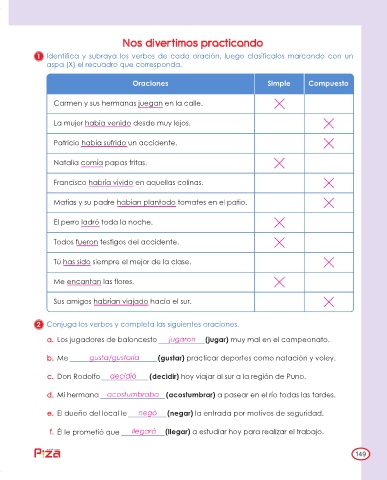 Nos divertimos practicando
1 Identifica y subraya los verbos de cada oración, luego clasifícalos marcando con un
aspa (X) el recuadro que corresponda.
Oraciones Simple Compuesto
Carmen y sus hermanas juegan en la calle. X
La mujer había venido desde muy lejos. X
Patricio había sufrido un accidente. X
Natalia comía papas fritas. X
Francisco habría vivido en aquellas colinas. X
Matías y su padre habían plantado tomates en el patio. X
El perro ladró toda la noche. X
Todos fueron testigos del accidente. X
Tú has sido siempre el mejor de la clase. X
Me encantan las flores. X
Sus amigos habrían viajado hacia el sur. X
2 Conjuga los verbos y completa las siguientes oraciones.
a. Los jugadores de baloncesto jugaron (jugar) muy mal en el campeonato.
b. Me gusta/gustaría (gustar) practicar deportes como natación y voley.
c. Don Rodolfo decidió (decidir) hoy viajar al sur a la región de Puno.
d. Mi hermana acostumbraba (acostumbrar) a pasear en el río todas las tardes.
e. El dueño del local le negó (negar) la entrada por motivos de seguridad.
f. Él le prometió que llegará (llegar) a estudiar hoy para realizar el trabajo.
Pizza 149